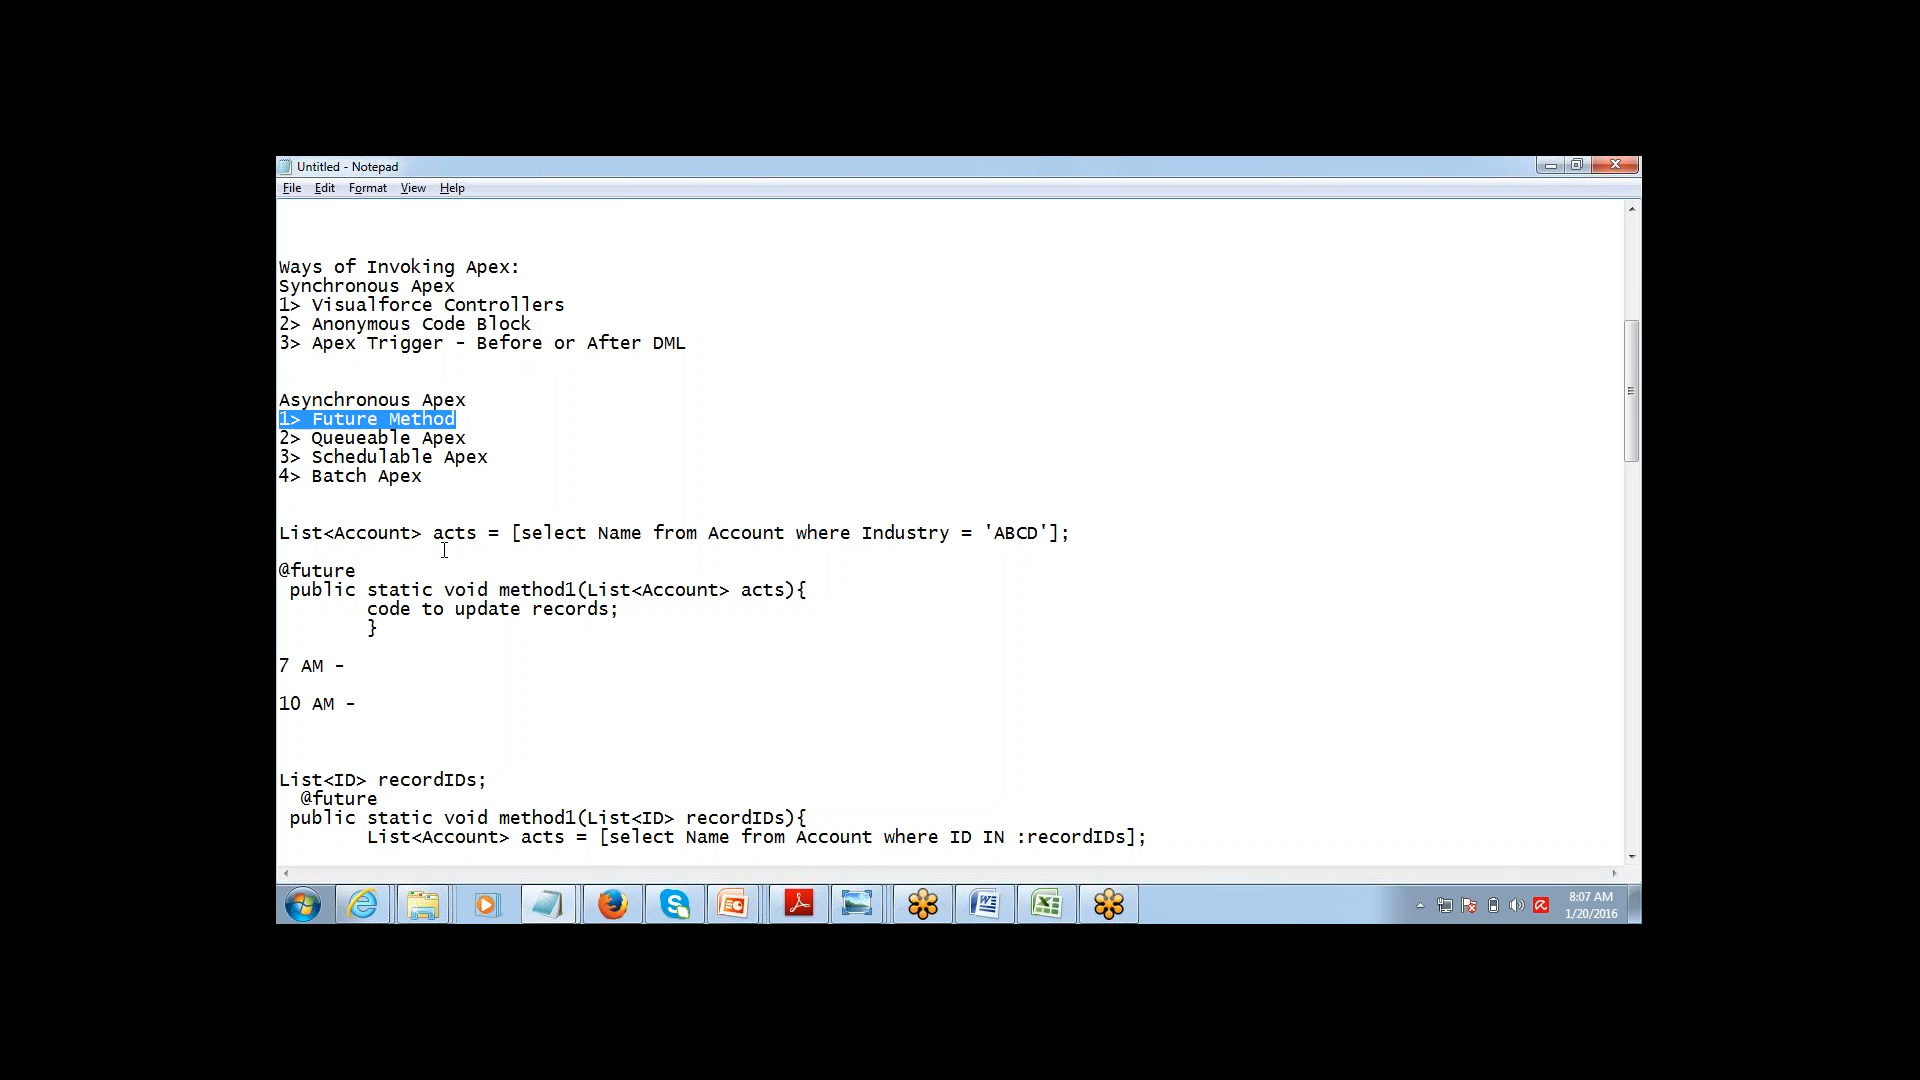 Untitled - Notepad
File Edit Format View Help
Ways of Invoking Apex:
Synchronous Apex
1> Visualforce Controllers
2> Anonymous Code Block
3> Apex Trigger - Before or After DML
Asynchronous Apex
1> Future Method
2> Queueable Apex
3> Schedulable Apex
4> Batch Apex
List<Account> acts = [select Name from Account where Industry = 'ABCD'];
@future
public static void method1(List<Account> acts){
code to update records;
}
7 AM -
10 AM -
List<ID> recordIDs;
@future
public static void method1(List<ID> recordIDs){
List<Account> acts = [select Name from Account where ID IN :recordIDs];
8:07 AM
1/20/2016